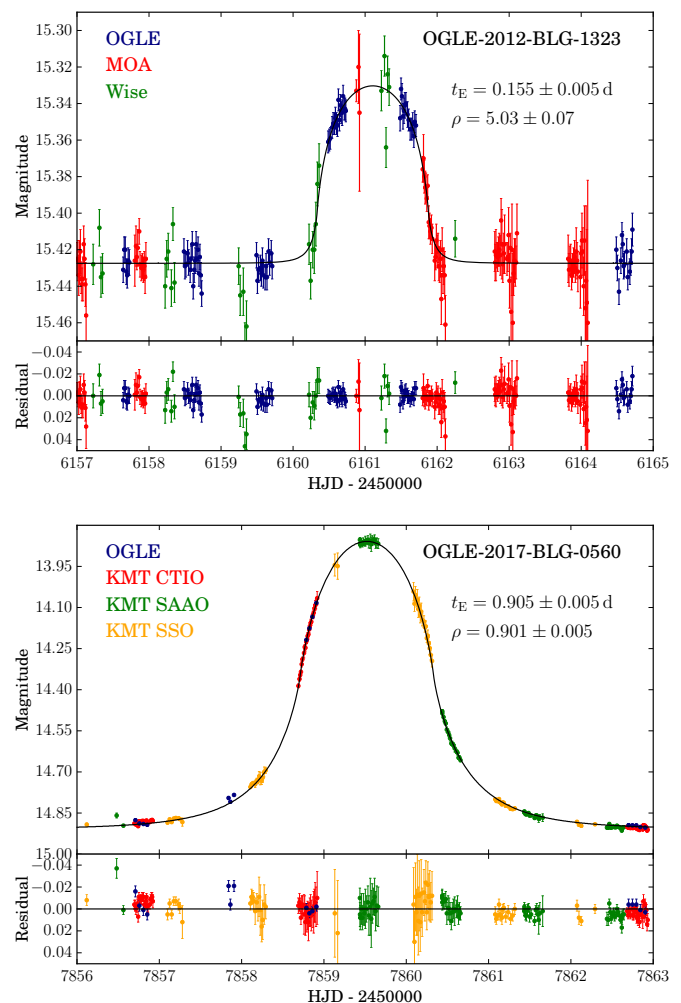 OGLE
MOA
Wise
OGLE-2012-BLG-1323
t_E = 0.155 ± 0.005 d
ρ = 5.03 ± 0.07
Magnitude
15.30
15.32
15.34
15.36
15.38
15.40
15.42
15.44
15.46
Residual
−0.04
−0.02
0.00
0.02
0.04
6157 6158 6159 6160 6161 6162 6163 6164 6165
HJD - 2450000
OGLE
KMT CTIO
KMT SAAO
KMT SSO
OGLE-2017-BLG-0560
t_E = 0.905 ± 0.005 d
ρ = 0.901 ± 0.005
Magnitude
13.95
14.10
14.25
14.40
14.55
14.70
14.85
15.00
Residual
−0.04
−0.02
0.00
0.02
0.04
7856 7857 7858 7859 7860 7861 7862 7863
HJD - 2450000